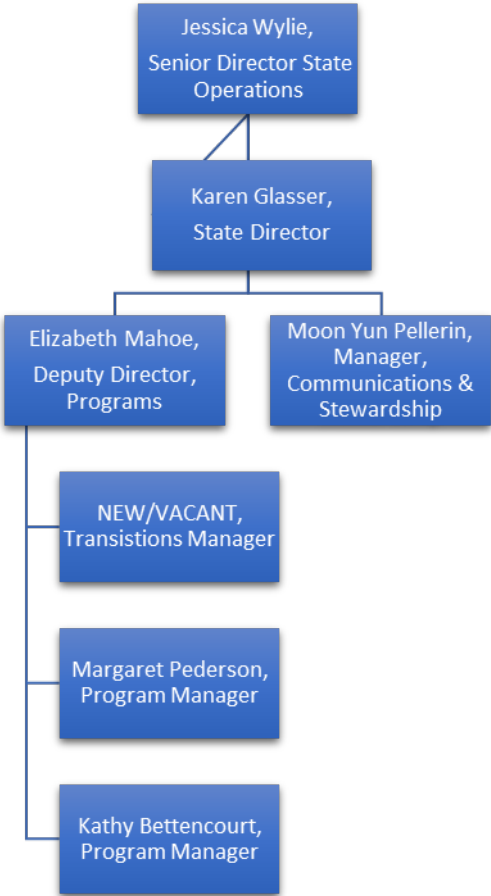 Jessica Wylie,
Senior Director State
Operations
Karen Glasser,
State Director
Elizabeth Mahoe,
Deputy Director,
Programs
Moon Yun Pellerin,
Manager,
Communications &
Stewardship
NEW/VACANT,
Transistions Manager
Margaret Pederson,
Program Manager
Kathy Bettencourt,
Program Manager